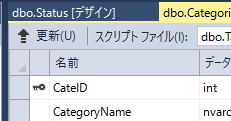 dbo.Status [デザイン] dbo.Categori
更新(U) スクリプト ファイル(I): dbo.T
名前 データ
CateID int
CategoryName nvarc